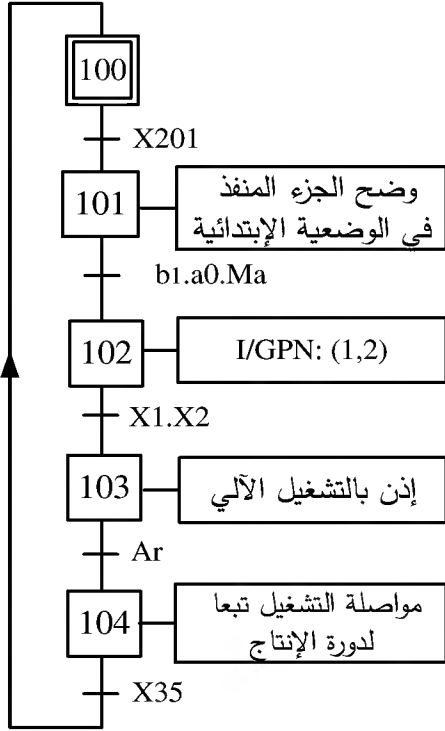 100
X201
101
وضح الجزء المنفذ
في الوضعية الإبتدائية
b1.a0.Ma
102
I/GPN: (1,2)
X1.X2
103
إذن بالتشغيل الآلي
Ar
104
مواصلة التشغيل تبعا
لدورة الإنتاج
X35